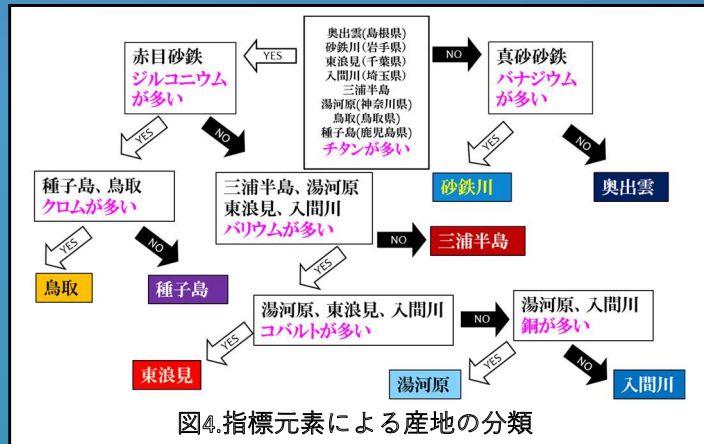 奥出雲(島根県)
砂鉄川(岩手県)
東浪見(千葉県)
入間川(埼玉県)
三浦半島
湯河原(神奈川県)
鳥取(鳥取県)
種子島(鹿児島県)
チタンが多い
YES
NO
赤目砂鉄
ジルコニウム
が多い
真砂砂鉄
バナジウム
が多い
YES
NO
YES
NO
種子島、鳥取
クロムが多い
三浦半島、湯河原
東浪見、入間川
バリウムが多い
砂鉄川
奥出雲
YES
NO
NO
三浦半島
YES
鳥取
種子島
湯河原、東浪見、入間川
コバルトが多い
NO
湯河原、入間川
銅が多い
YES
YES
NO
東浪見
湯河原
入間川
図4.指標元素による産地の分類